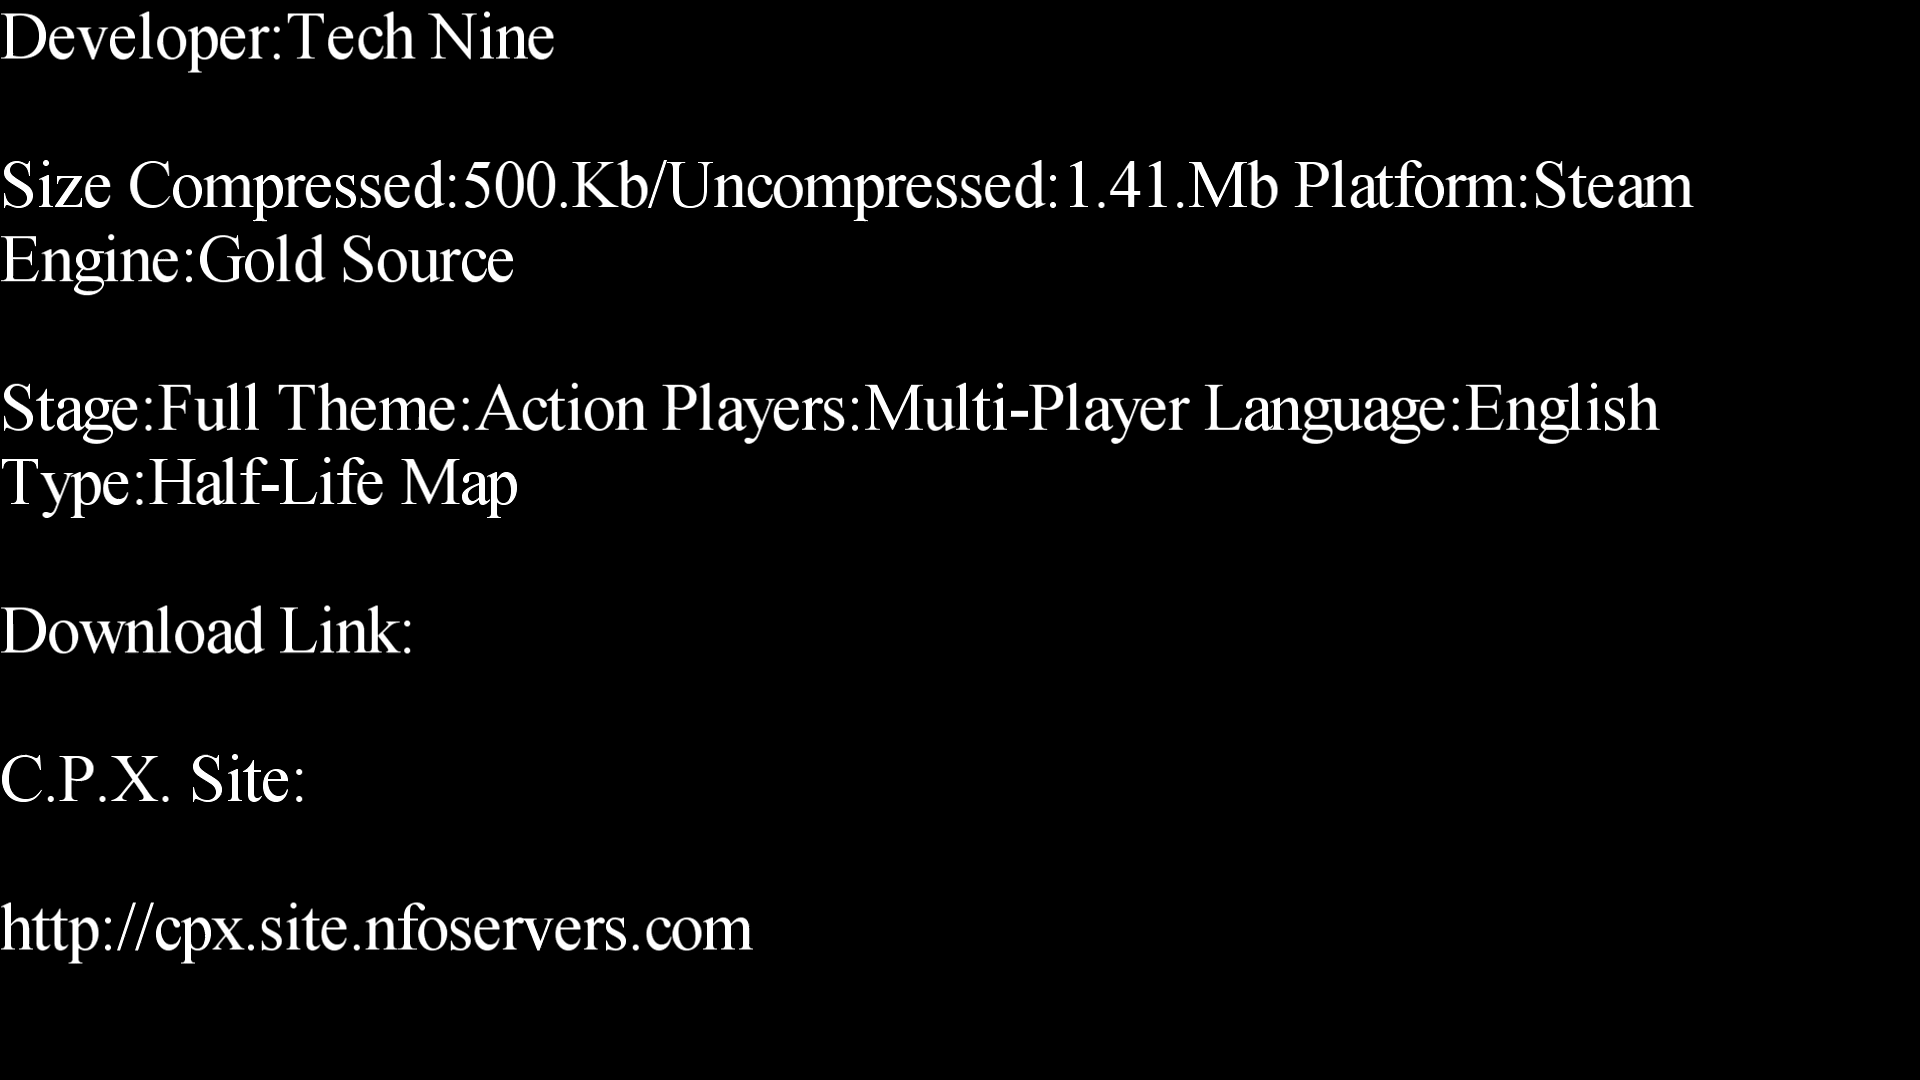 Developer:Tech Nine
Size Compressed:500.Kb/Uncompressed:1.41.Mb Platform:Steam
Engine:Gold Source
Stage:Full Theme:Action Players:Multi-Player Language:English
Type:Half-Life Map
Download Link:
C.P.X. Site:
http://cpx.site.nfoservers.com